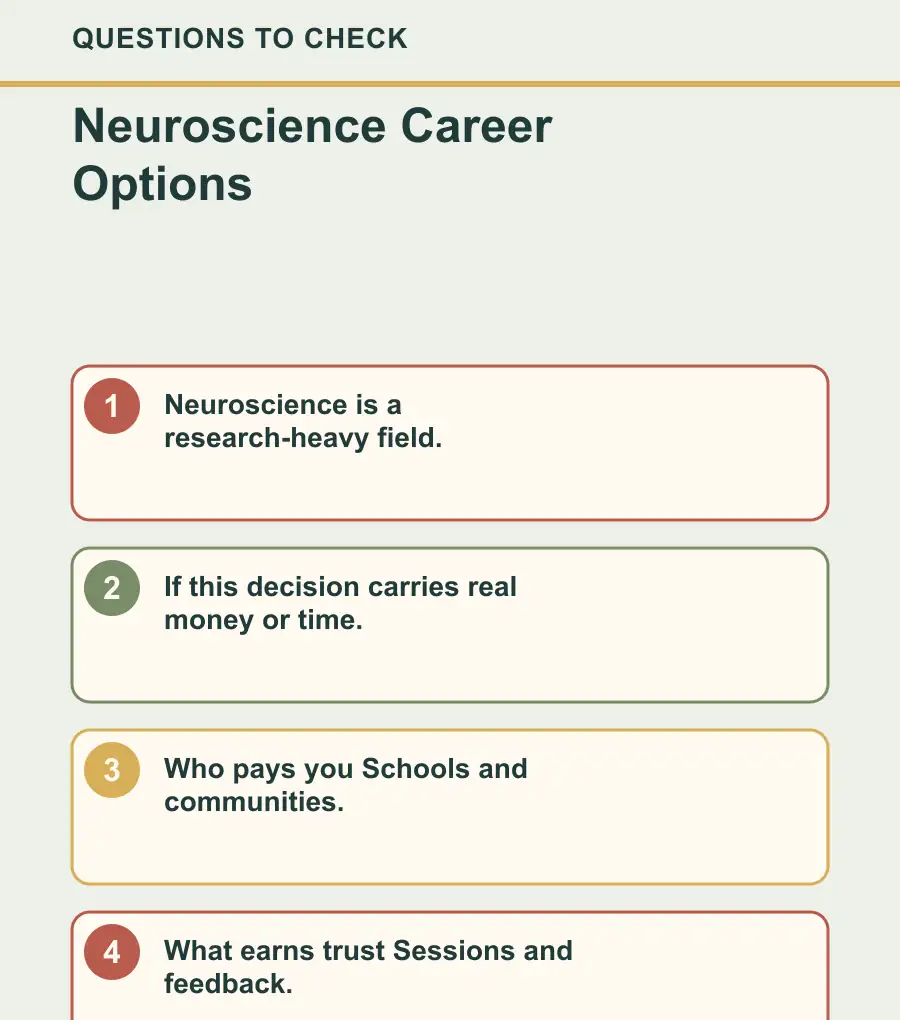 QUESTIONS TO CHECK
Neuroscience Career
Options
1
Neuroscience is a
research-heavy field.
2
If this decision carries real
money or time.
3
Who pays you Schools and
communities.
4
What earns trust Sessions and
feedback.